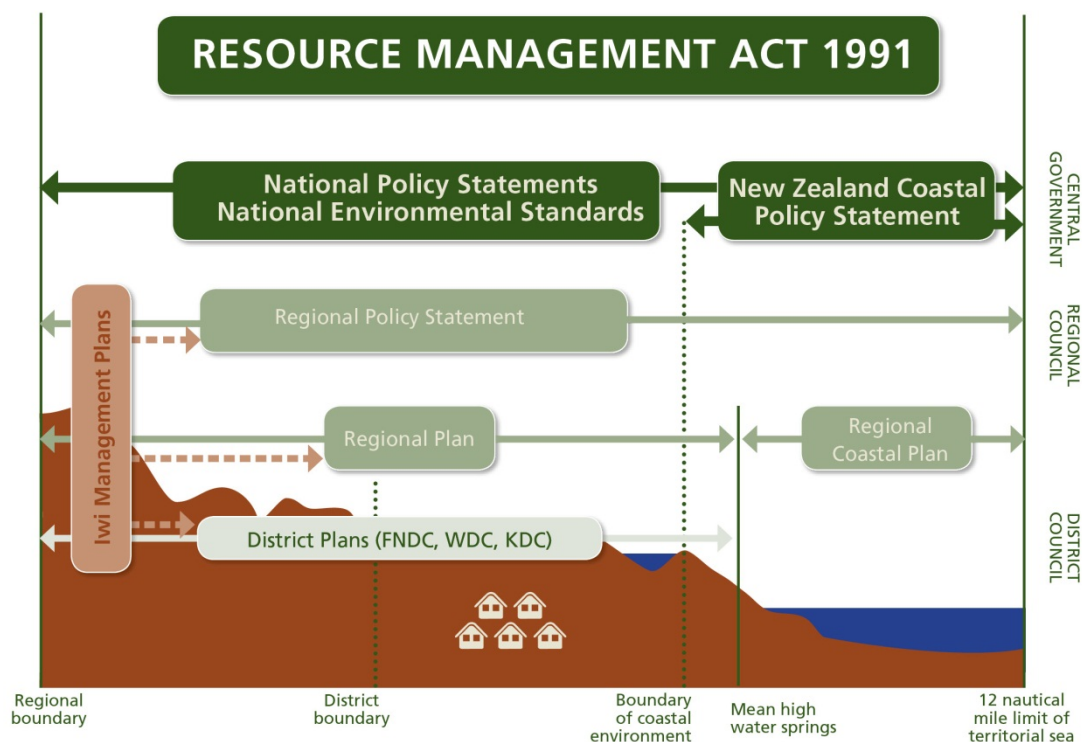 RESOURCE MANAGEMENT ACT 1991
National Policy Statements
National Environmental Standards
New Zealand Coastal
Policy Statement
CENTRAL
GOVERNMENT
Iwi Management Plans
Regional Policy Statement
REGIONAL
COUNCIL
Regional Plan
Regional
Coastal Plan
District Plans (FNDC, WDC, KDC)
DISTRICT
COUNCIL
Regional
boundary
District
boundary
Boundary
of coastal
environment
Mean high
water springs
12 nautical
mile limit of
territorial sea